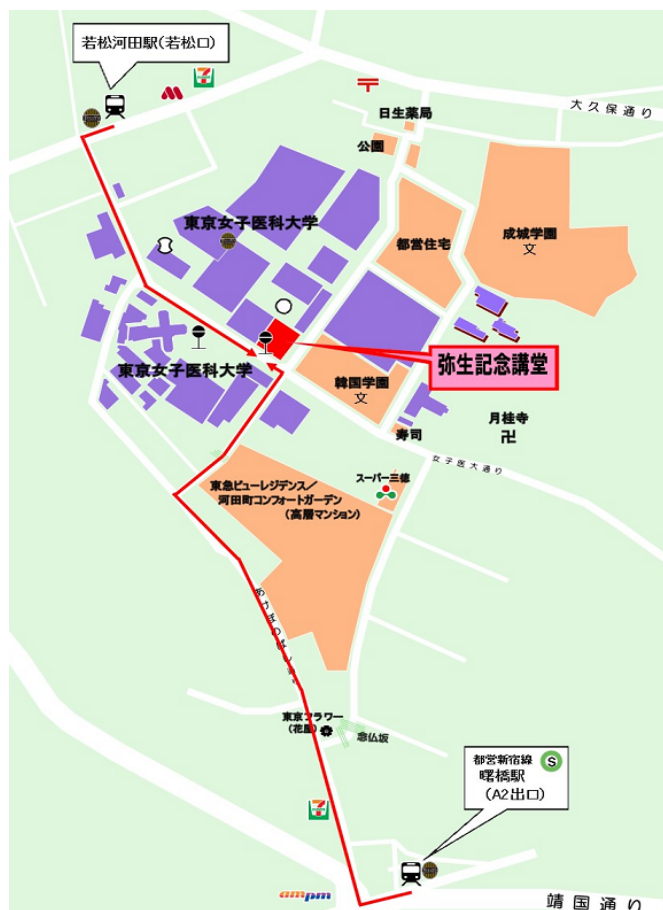 若松河田駅(若松口)
大久保通り
日生薬局
公園
東京女子医科大学
都営住宅
成城学園
文
東京女子医科大学
弥生記念講堂
韓国学園
文
月桂寺
卍
寿司
女子医大通り
スーパー三徳
東急ビューレジデンス/
河田町コンフォートガーデン
(高層マンション)
東京フラワー
(花屋)
念仏坂
都営新宿線
S
曙橋駅
(A2出口)
ampm
靖国通り